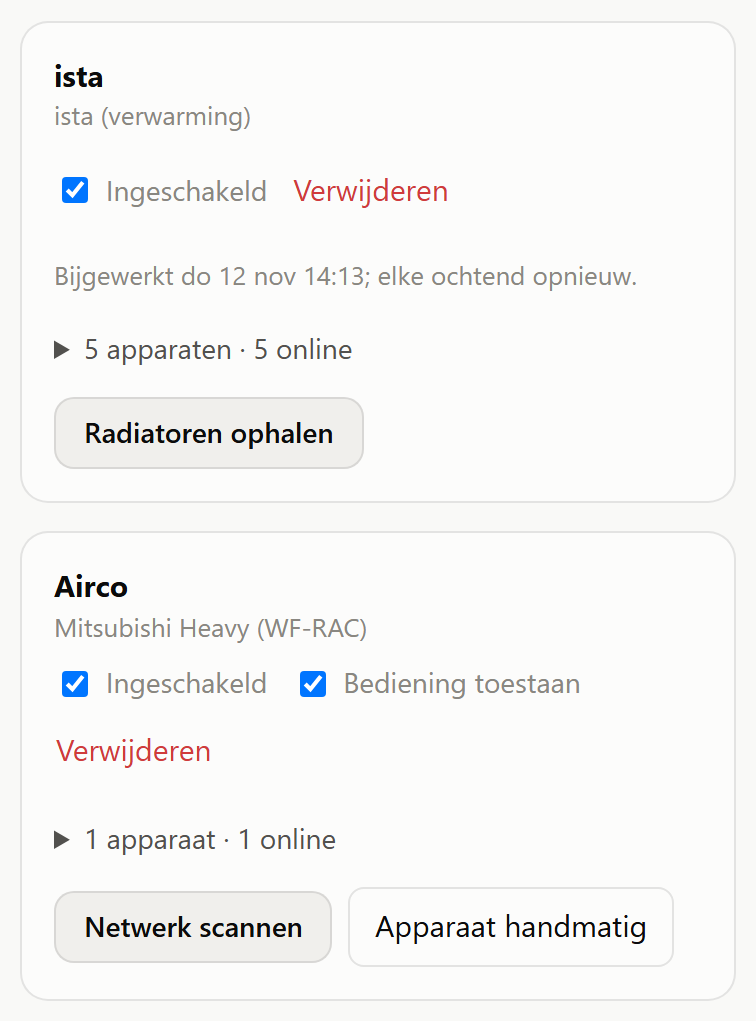 ista
ista (verwarming)
Ingeschakeld Verwijderen
Bijgewerkt do 12 nov 14:13; elke ochtend opnieuw.
▶ 5 apparaten · 5 online
Radiatoren ophalen
Airco
Mitsubishi Heavy (WF-RAC)
Ingeschakeld Bediening toestaan
Verwijderen
▶ 1 apparaat · 1 online
Netwerk scannen Apparaat handmatig